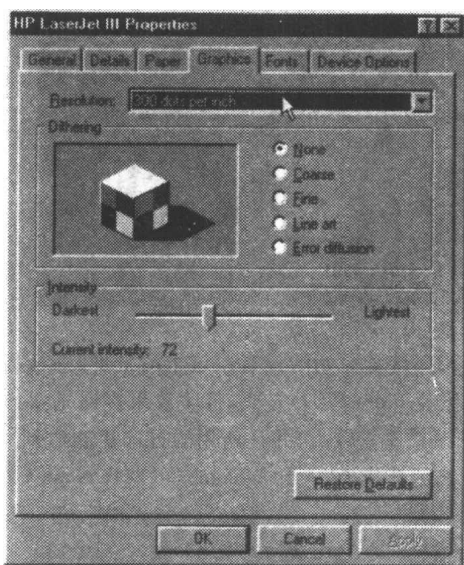 HP LaserJet III Properties
General Details Paper Graphics Fonts Device Options
Resolution: 300 dots per inch
Dithering
None
Coarse
Fine
Line art
Error diffusion
Intensity
Darkest Lightest
Current intensity: 72
Restore Defaults
OK Cancel Apply